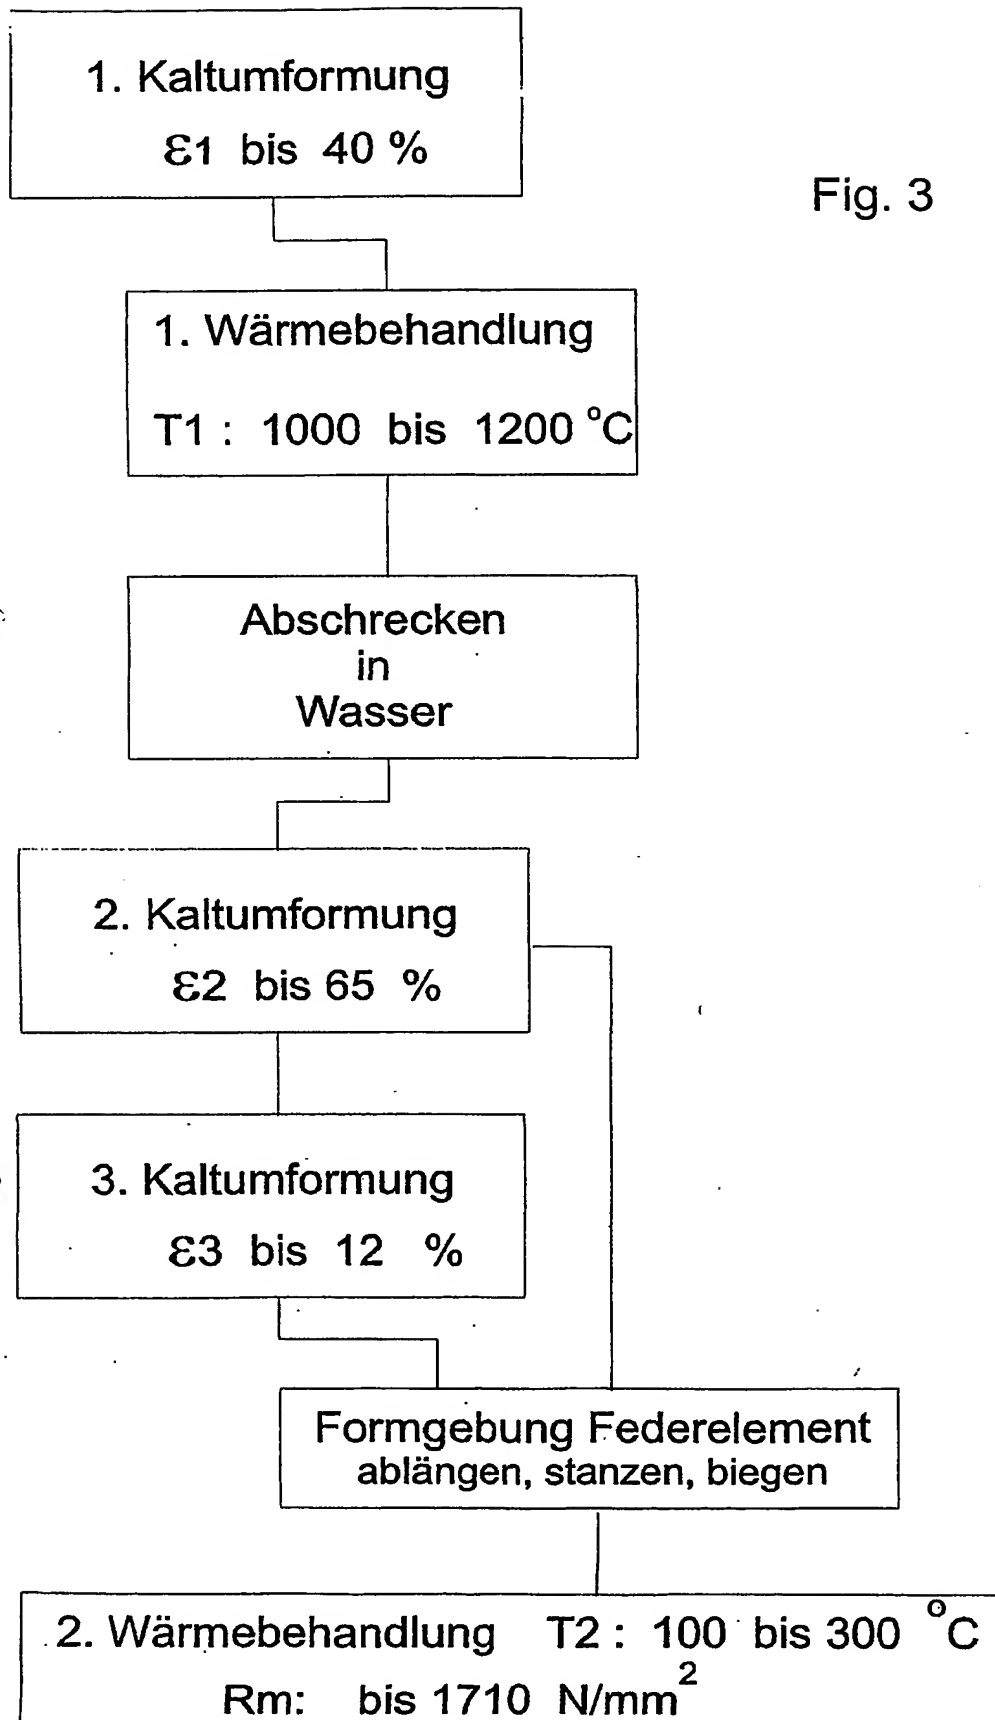 1. Kaltumformung
ε1 bis 40 %
Fig. 3
1. Wärmebehandlung
T1 : 1000 bis 1200 °C
Abschrecken
in
Wasser
2. Kaltumformung
ε2 bis 65 %
3. Kaltumformung
ε3 bis 12 %
Formgebung Federelement
ablängen, stanzen, biegen
2. Wärmebehandlung T2 : 100 bis 300 °C
Rm: bis 1710 N/mm²